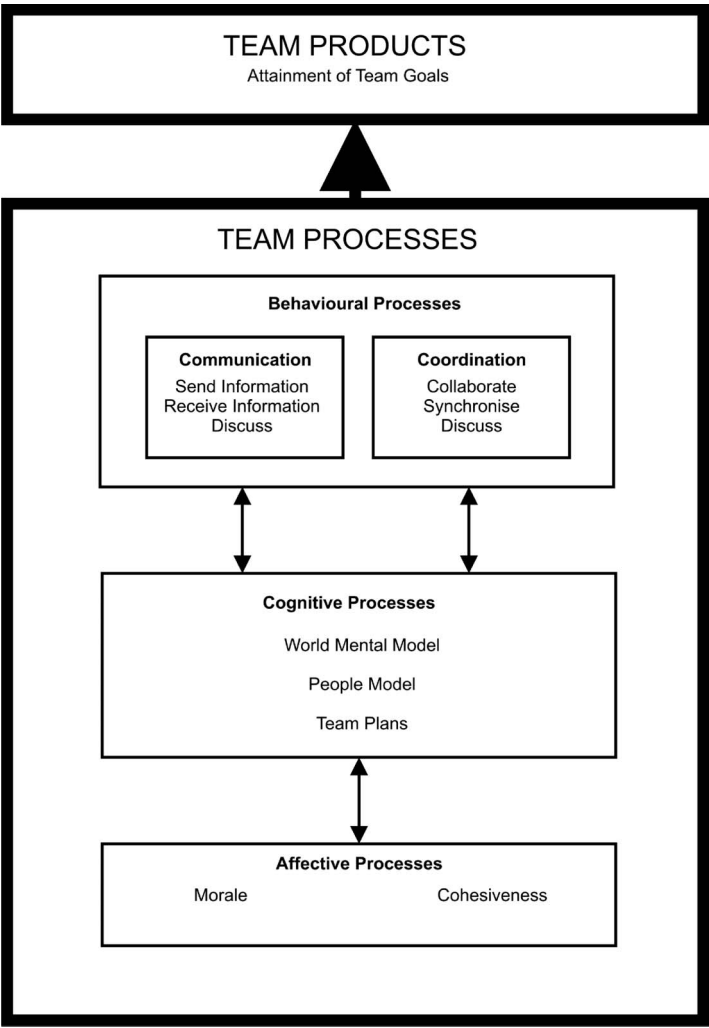 TEAM PRODUCTS
Attainment of Team Goals
TEAM PROCESSES
Behavioural Processes
Communication
Send Information
Receive Information
Discuss
Coordination
Collaborate
Synchronise
Discuss
Cognitive Processes
World Mental Model
People Model
Team Plans
Affective Processes
Morale
Cohesiveness